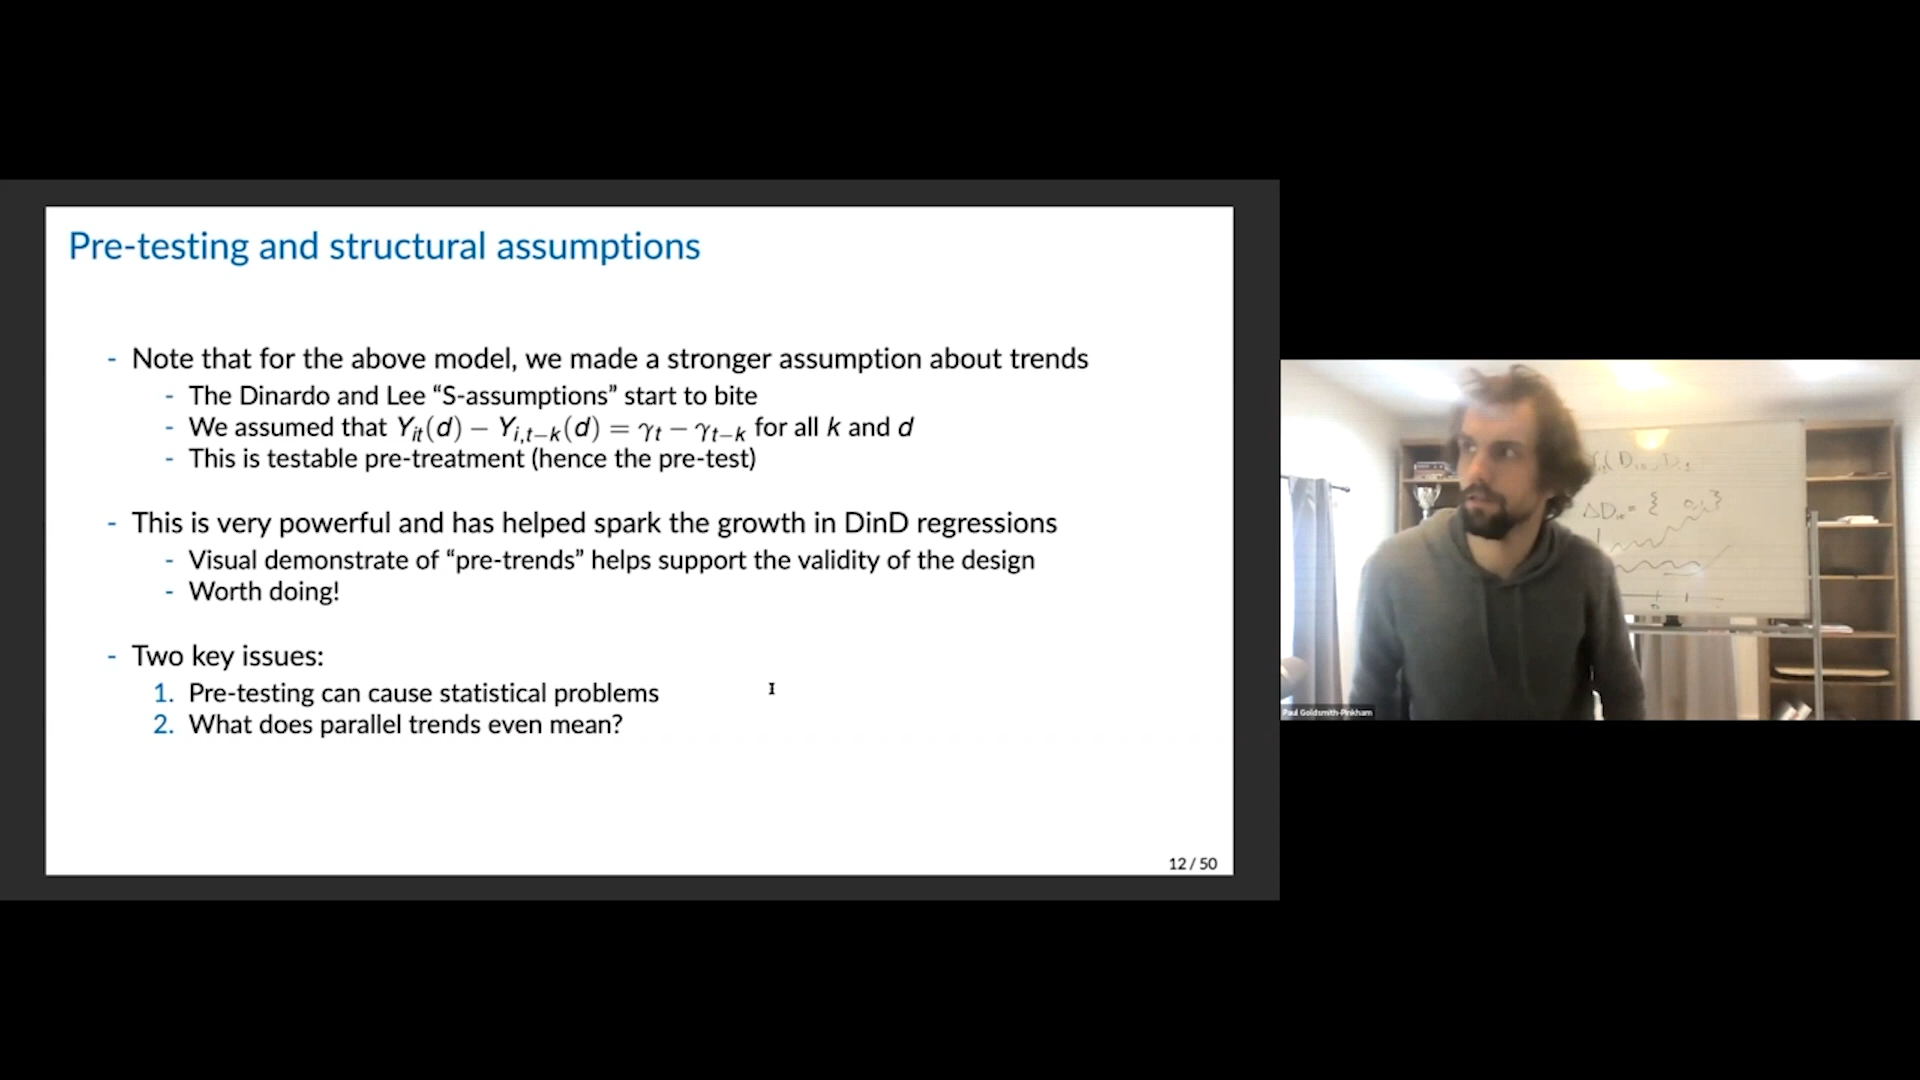 Pre-testing and structural assumptions
- Note that for the above model, we made a stronger assumption about trends
- The Dinardo and Lee “S-assumptions” start to bite
- We assumed that Yᵢₜ(d) − Yᵢ,ₜ₋ₖ(d) = γₜ − γₜ₋ₖ for all k and d
- This is testable pre-treatment (hence the pre-test)
- This is very powerful and has helped spark the growth in DinD regressions
- Visual demonstrate of “pre-trends” helps support the validity of the design
- Worth doing!
- Two key issues:
1. Pre-testing can cause statistical problems
2. What does parallel trends even mean?
12 / 50
Paul Goldsmith-Pinkham